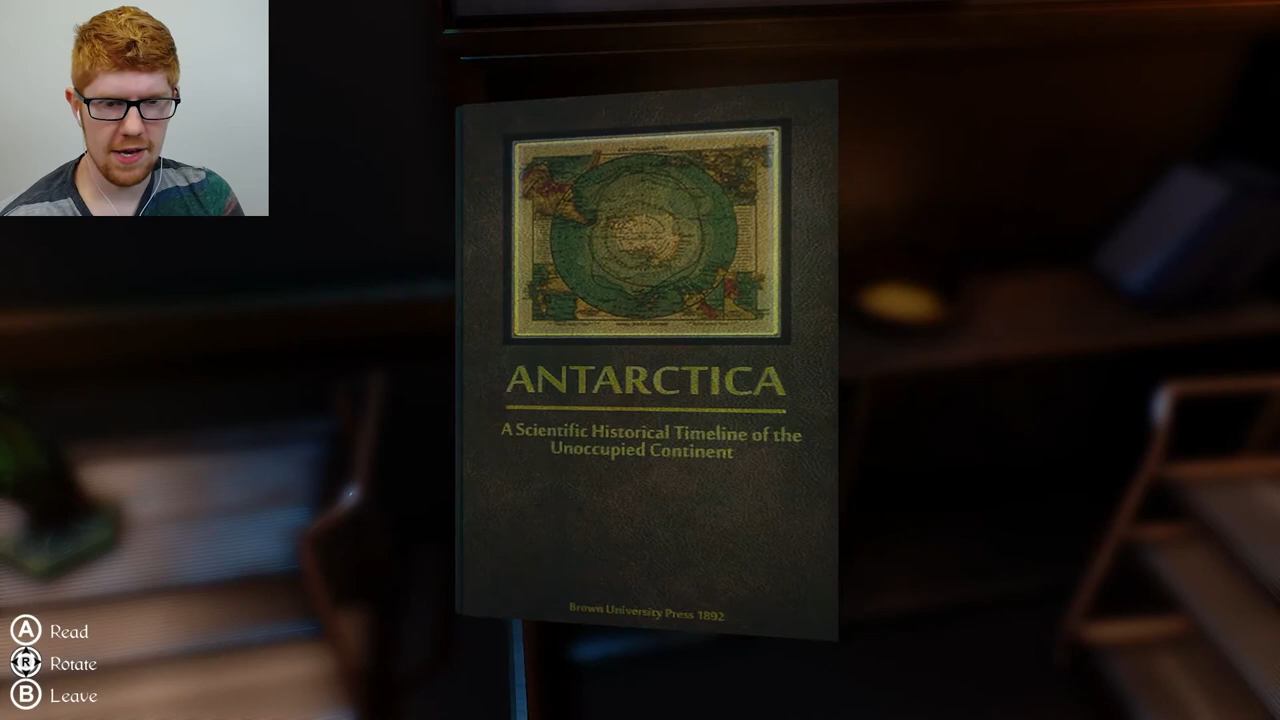 ANTARCTICA
A Scientific Historical Timeline of the
Unoccupied Continent
Brown University Press 1892
A Read
R Rotate
B Leave